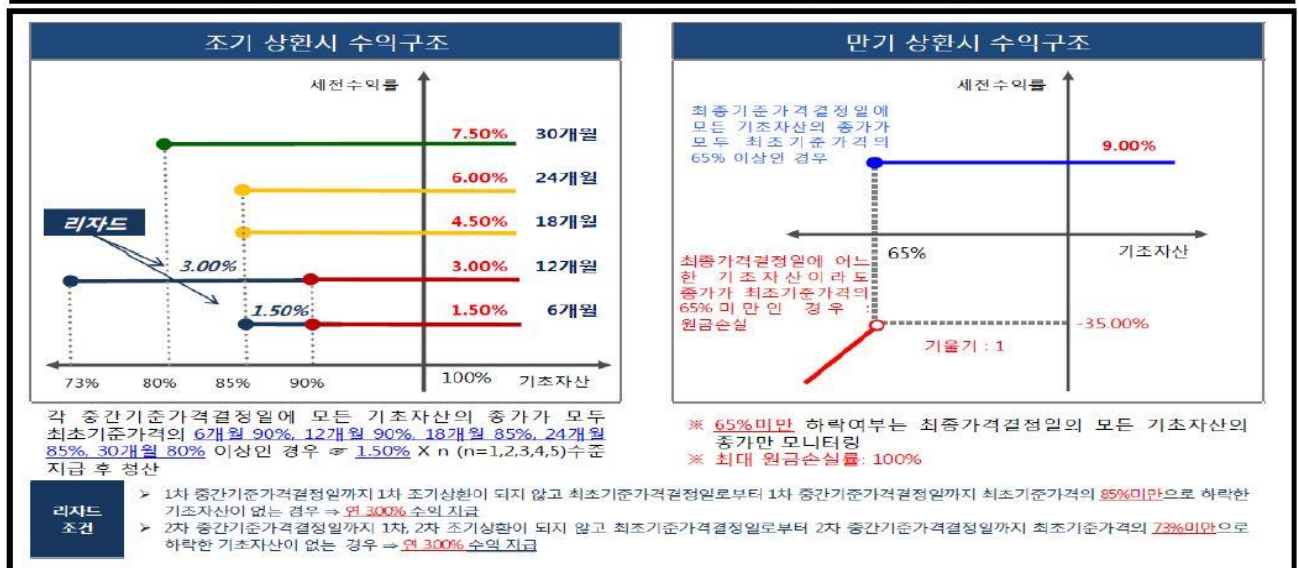 조기 상환시 수익구조
세전수익률
7.50% 30개월
6.00% 24개월
4.50% 18개월
리자드
3.00%
3.00% 12개월
1.50%
1.50% 6개월
73% 80% 85% 90% 100% 기초자산
각 중간기준가격결정일에 모든 기초자산의 종가가 모두
최초기준가격의 6개월 90%, 12개월 90%, 18개월 85%, 24개월
85%, 30개월 80% 이상인 경우 ☞ 1.50% X n (n=1,2,3,4,5)수준
지급 후 청산
만기 상환시 수익구조
세전수익률
최종기준가격결정일에
모든 기초자산의 종가가
모두 최초기준가격의
65% 이상인 경우
9.00%
65%
기초자산
최종가격결정일에 어느
한 기초자산이라도
종가가 최초기준가격의
65%미만인 경우 :
원금손실
-35.00%
기울기 : 1
※ 65%미만 하락여부는 최종가격결정일의 모든 기초자산의
종가만 모니터링
※ 최대 원금손실률: 100%
리자드
조건
➢ 1차 중간기준가격결정일까지 1차 조기상환이 되지 않고 최초기준가격결정일로부터 1차 중간기준가격결정일까지 최초기준가격의 85%미만으로 하락한
기초자산이 없는 경우 ⇒ 연 3.00% 수익 지급
➢ 2차 중간기준가격결정일까지 1차, 2차 조기상환이 되지 않고 최초기준가격결정일로부터 2차 중간기준가격결정일까지 최초기준가격의 73%미만으로
하락한 기초자산이 없는 경우 ⇒ 연 3.00% 수익 지급